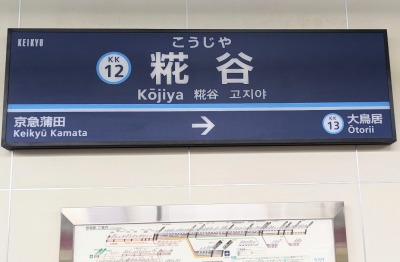 KEIKYU
こうじや
KK
12
糀谷
Kōjiya 糀谷 고지야
京急蒲田
Keikyū Kamata
→
KK
13
大鳥居
Ōtorii